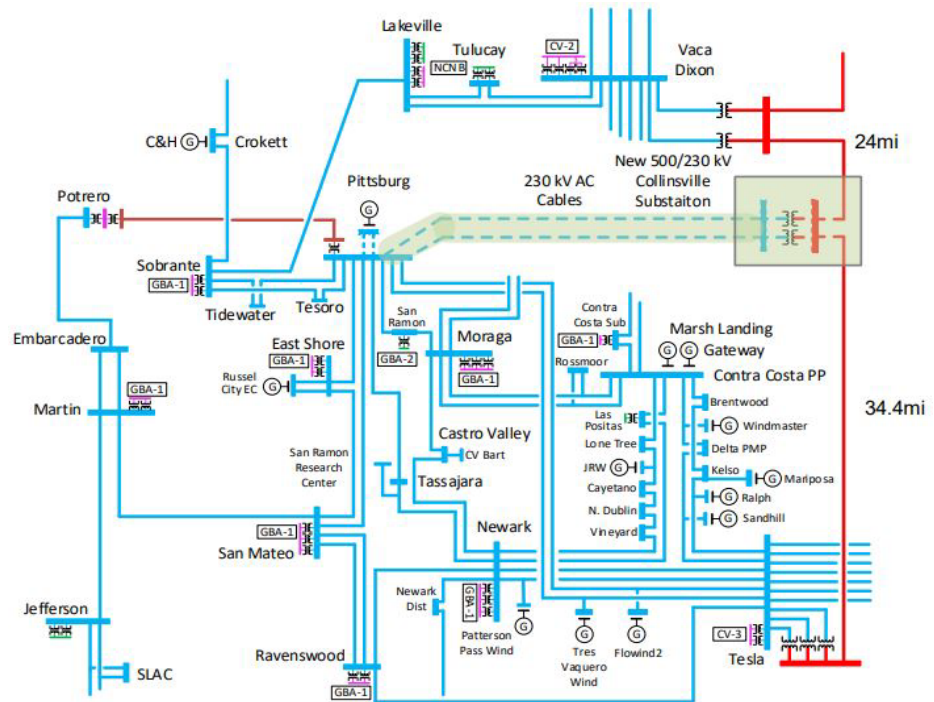 Lakeville
Tulucay
NCNB
CV-2
Vaca
Dixon
C&H
G
Crokett
24mi
New 500/230 kV
Collinsville
Substaiton
230 kV AC
Cables
Pittsburg
G
Potrero
Sobrante
GBA-1
Tidewater
Tesoro
San
Ramon
GBA-2
Moraga
GBA-1
Contra
Costa Sub
GBA-1
Rossmoor
Marsh Landing
G
G
Gateway
Contra Costa PP
Embarcadero
East Shore
GBA-1
Russel
City EC
G
Martin
GBA-1
34.4mi
Las
Positas
Brentwood
G
Windmaster
Lone Tree
Delta PMP
JRW
G
Kelso
G
Mariposa
Cayetano
G
Ralph
N. Dublin
G
Sandhill
Vineyard
Castro Valley
CV Bart
San Ramon
Research
Center
Tassajara
Newark
GBA-1
San Mateo
Newark
Dist
GBA-1
Patterson
Pass Wind
G
G
Tres
Vaquero
Wind
G
Flowind2
CV-3
Tesla
Jefferson
SLAC
Ravenswood
GBA-1